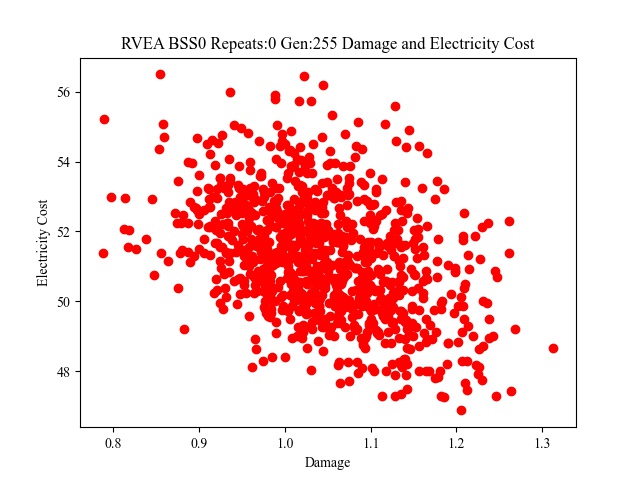 RVEA BSS0 Repeats:0 Gen:255 Damage and Electricity Cost
56
54
52
50
48
Electricity Cost
0.8 0.9 1.0 1.1 1.2 1.3
Damage